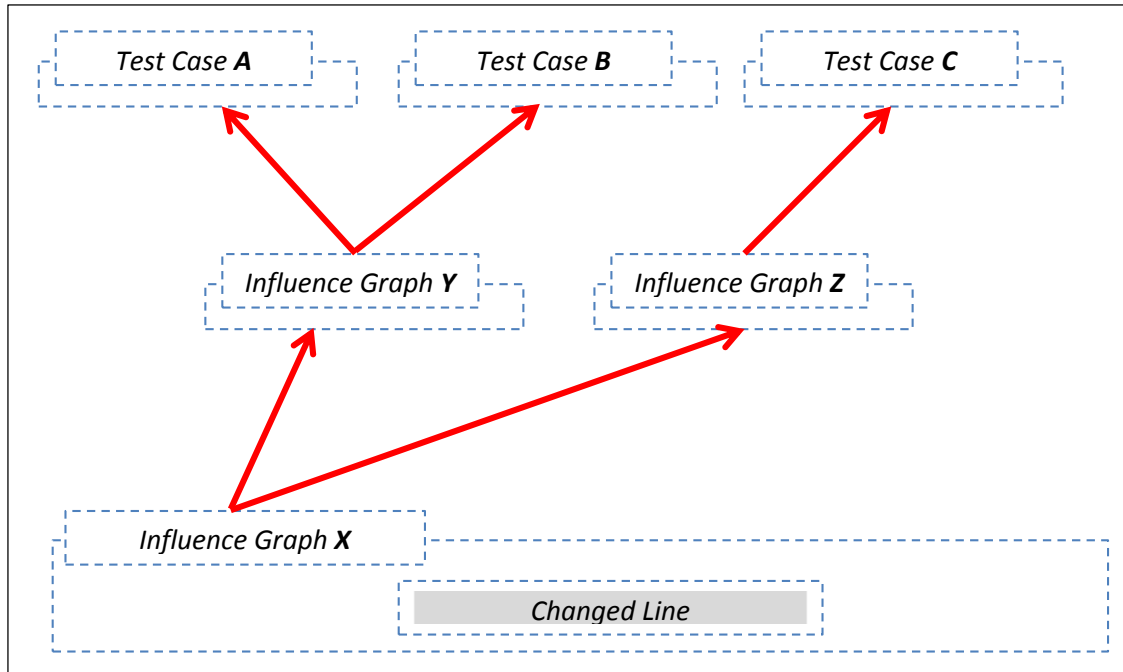 Test Case A
Test Case B
Test Case C
Influence Graph Y
Influence Graph Z
Influence Graph X
Changed Line